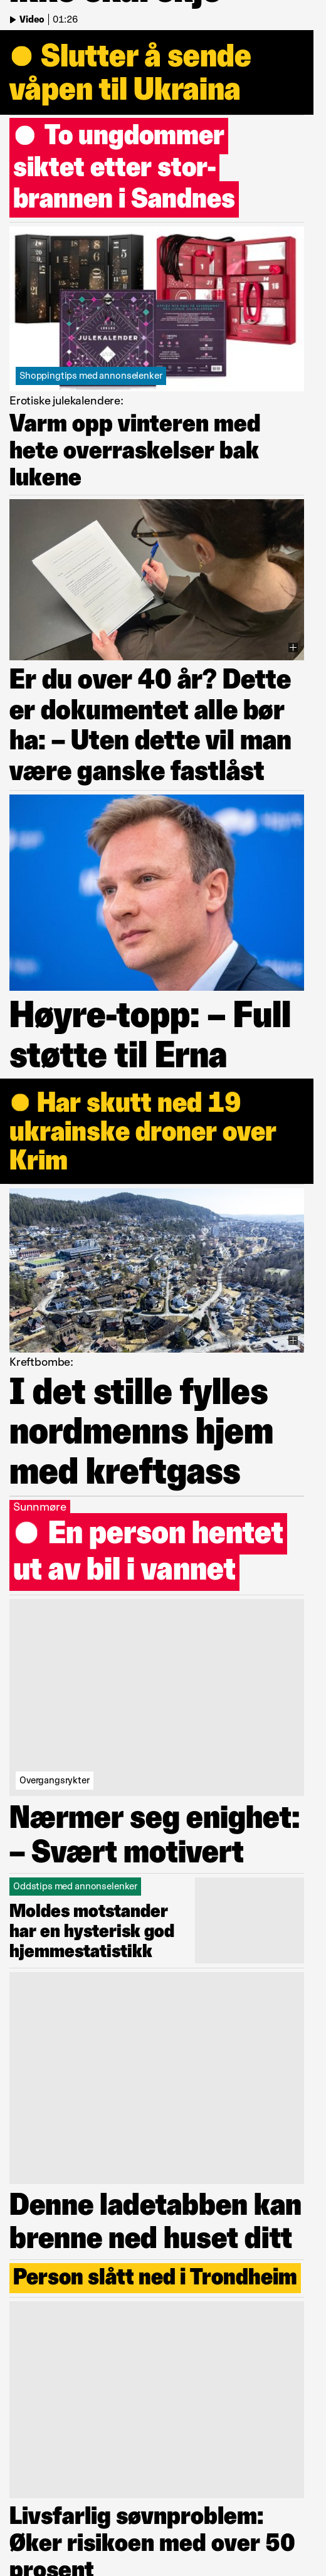 Video | 01:26
Slutter å sende
våpen til Ukraina
To ungdommer
siktet etter stor-
brannen i Sandnes
JULEKALENDER
Shoppingtips med annonselenker
Erotiske julekalendere:
Varm opp vinteren med
hete overraskelser bak
lukene
Er du over 40 år? Dette
er dokumentet alle bør
ha: – Uten dette vil man
være ganske fastlåst
Høyre-topp: – Full
støtte til Erna
Har skutt ned 19
ukrainske droner over
Krim
Kreftbombe:
I det stille fylles
nordmenns hjem
med kreftgass
Sunnmøre
En person hentet
ut av bil i vannet
Overgangsrykter
Nærmer seg enighet:
– Svært motivert
Oddstips med annonselenker
Moldes motstander
har en hysterisk god
hjemmestatistikk
Denne ladetabben kan
brenne ned huset ditt
Person slått ned i Trondheim
Livsfarlig søvnproblem:
Øker risikoen med over 50
prosent